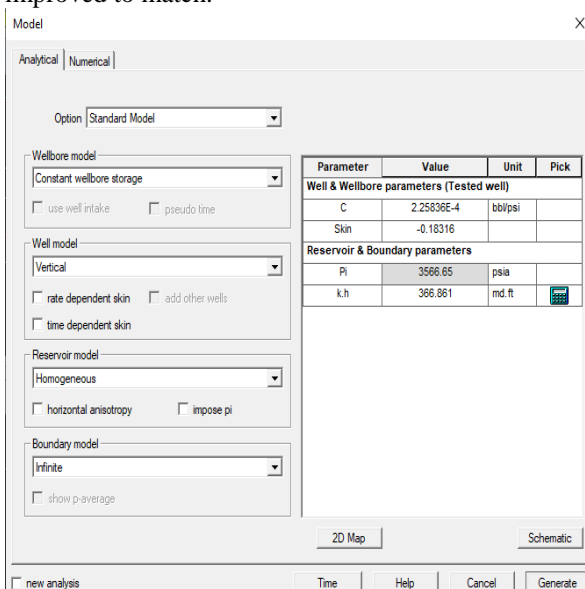 improved to match.
Model X
Analytical Numerical
Option Standard Model
Wellbore model
Constant wellbore storage
use well intake pseudo time
Well model
Vertical
rate dependent skin add other wells
time dependent skin
Reservoir model
Homogeneous
horizontal anisotropy impose pi
Boundary model
Infinite
show p-average
Parameter Value Unit Pick
Well & Wellbore parameters (Tested well)
C 2.25836E-4 bbl/psi
Skin -0.18316
Reservoir & Boundary parameters
Pi 3566.65 psia
k.h 366.861 md.ft
2D Map Schematic
new analysis Time Help Cancel Generate